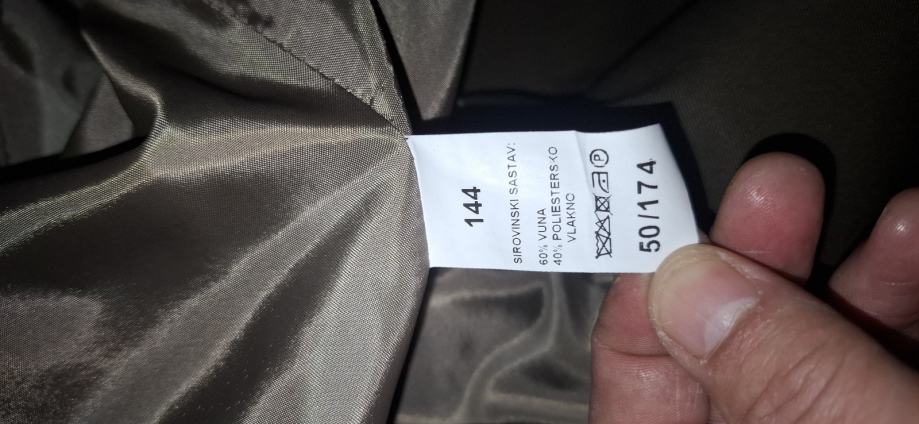 144
SIROVINSKI SASTAV:
60% VUNA
40% POLIESTERSKO
VLAKNO
P
50/174